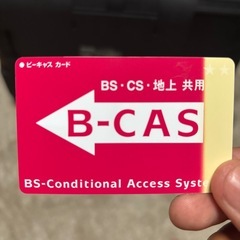 ビーキャス カード
BS・CS・地上 共用
B-CAS
BS-Conditional Access Syste